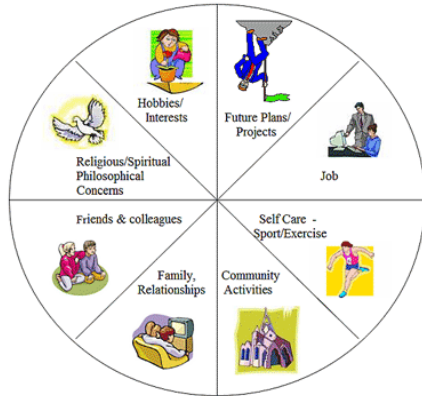 Hobbies/
Interests
Future Plans/
Projects
Religious/Spiritual
Philosophical
Concerns
Job
Friends & colleagues
Self Care -
Sport/Exercise
Family,
Relationships
Community
Activities